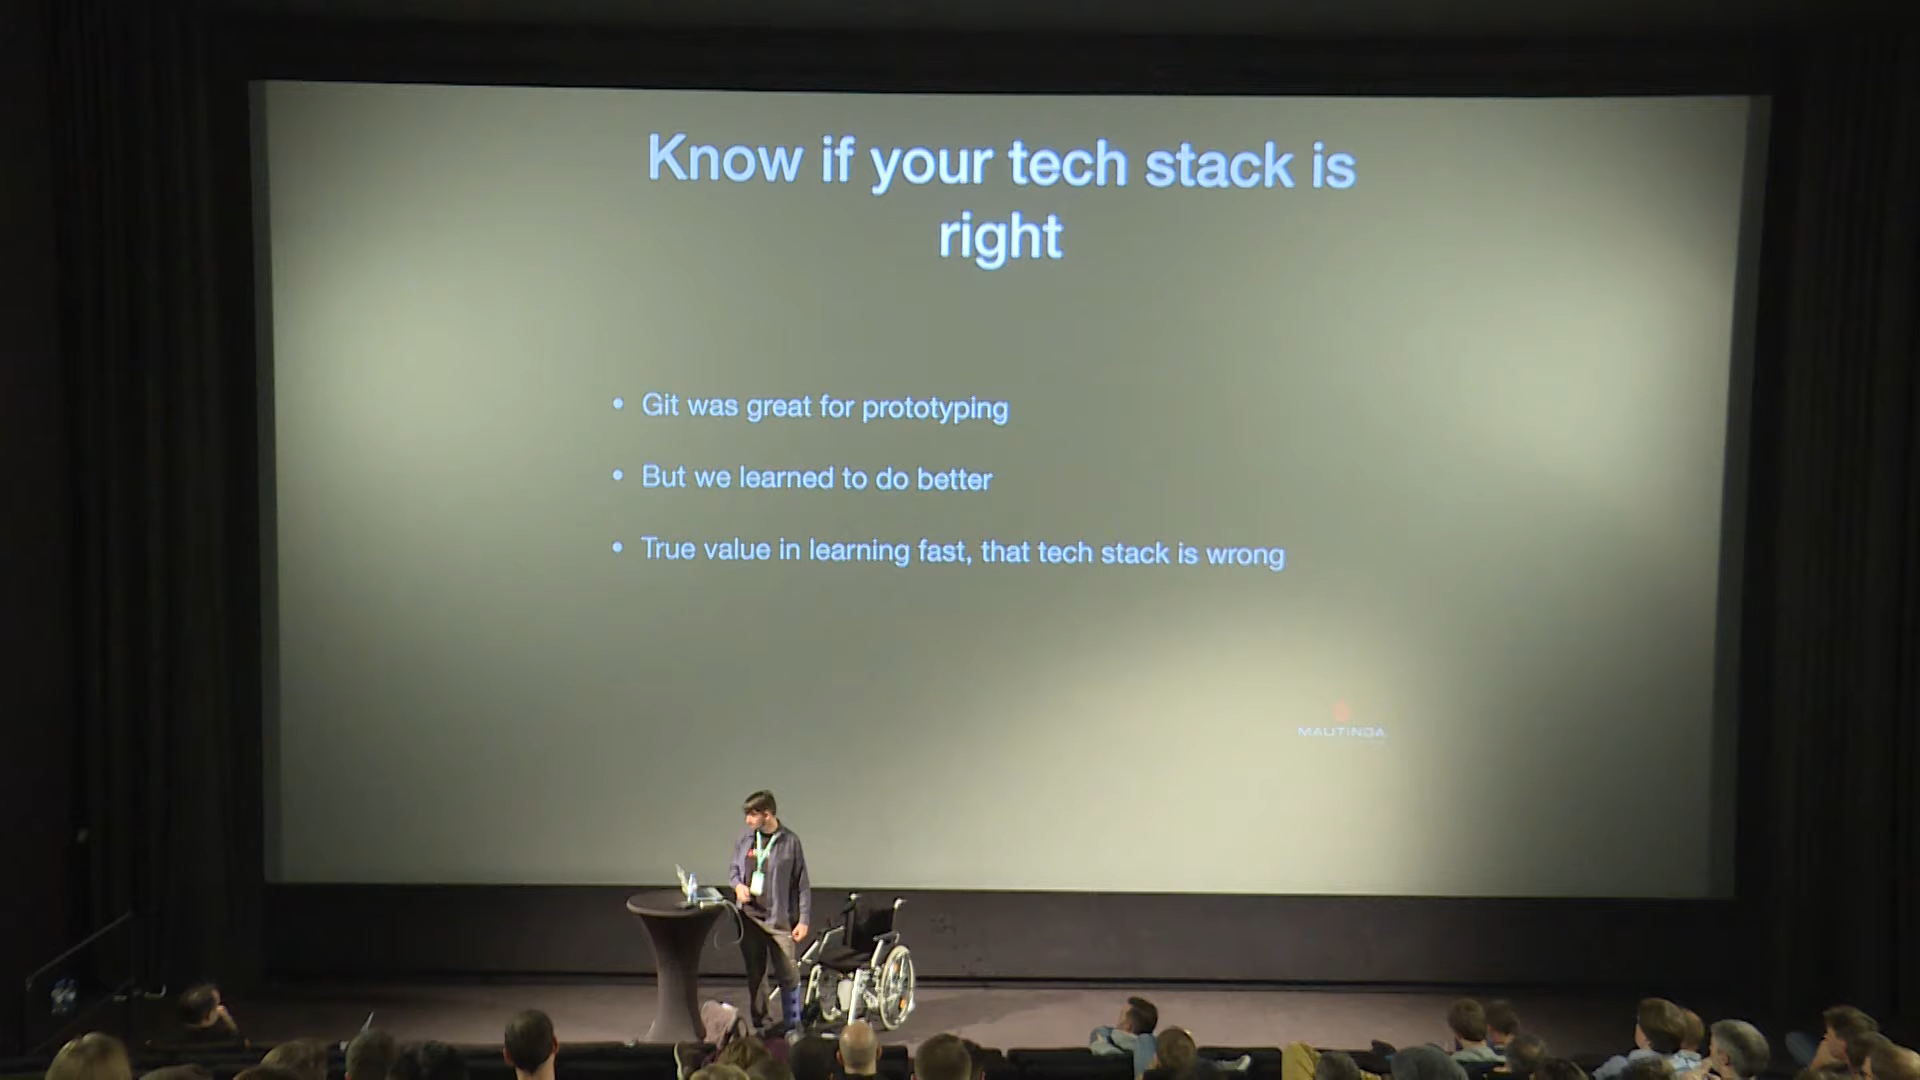 Know if your tech stack is
right
• Git was great for prototyping
• But we learned to do better
• True value in learning fast, that tech stack is wrong
MAUTINOA